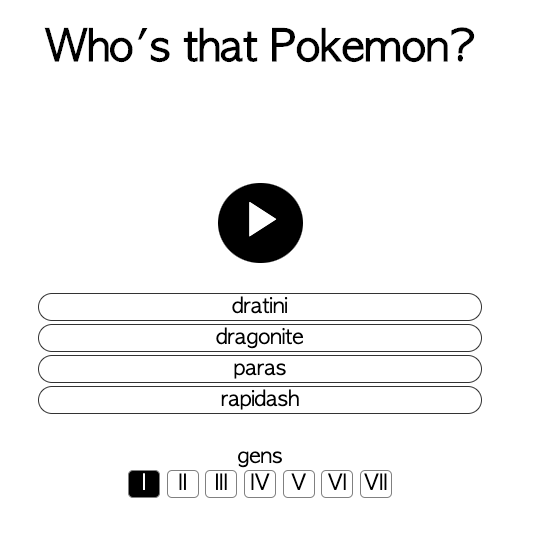 Who's that Pokemon?
dratini
dragonite
paras
rapidash
gens
I II III IV V VI VII